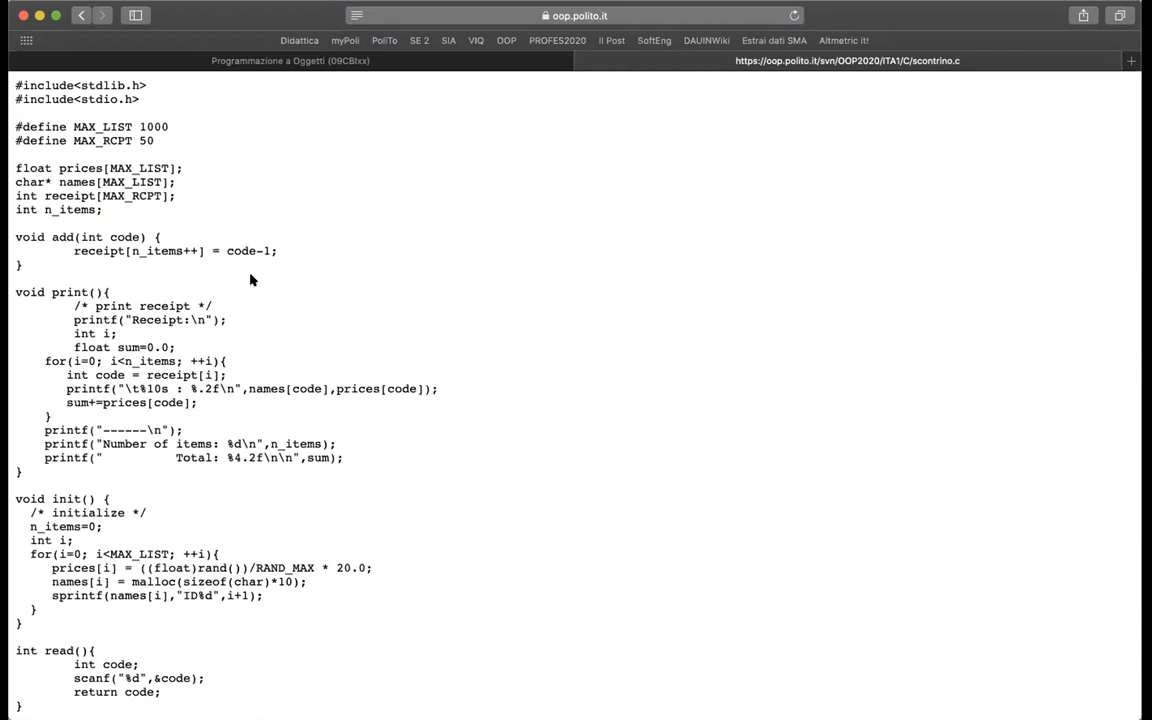 oop.polito.it
Didattica myPoli PoliTo SE 2 SIA VIQ OOP PROFES2020 Il Post SoftEng DAUINWiki Estrai dati SMA Altmetric it!
Programmazione a Oggetti (09CBIxx) https://oop.polito.it/svn/OOP2020/ITA1/C/scontrino.c
#include<stdlib.h>
#include<stdio.h>
#define MAX_LIST 1000
#define MAX_RCPT 50
float prices[MAX_LIST];
char* names[MAX_LIST];
int receipt[MAX_RCPT];
int n_items;
void add(int code) {
receipt[n_items++] = code-1;
}
void print(){
/* print receipt */
printf("Receipt:\n");
int i;
float sum=0.0;
for(i=0; i<n_items; ++i){
int code = receipt[i];
printf("\t%10s : %.2f\n",names[code],prices[code]);
sum+=prices[code];
}
printf("------\n");
printf("Number of items: %d\n",n_items);
printf("          Total: %4.2f\n\n",sum);
}
void init() {
/* initialize */
n_items=0;
int i;
for(i=0; i<MAX_LIST; ++i){
prices[i] = ((float)rand())/RAND_MAX * 20.0;
names[i] = malloc(sizeof(char)*10);
sprintf(names[i],"ID%d",i+1);
}
}
int read(){
int code;
scanf("%d",&code);
return code;
}